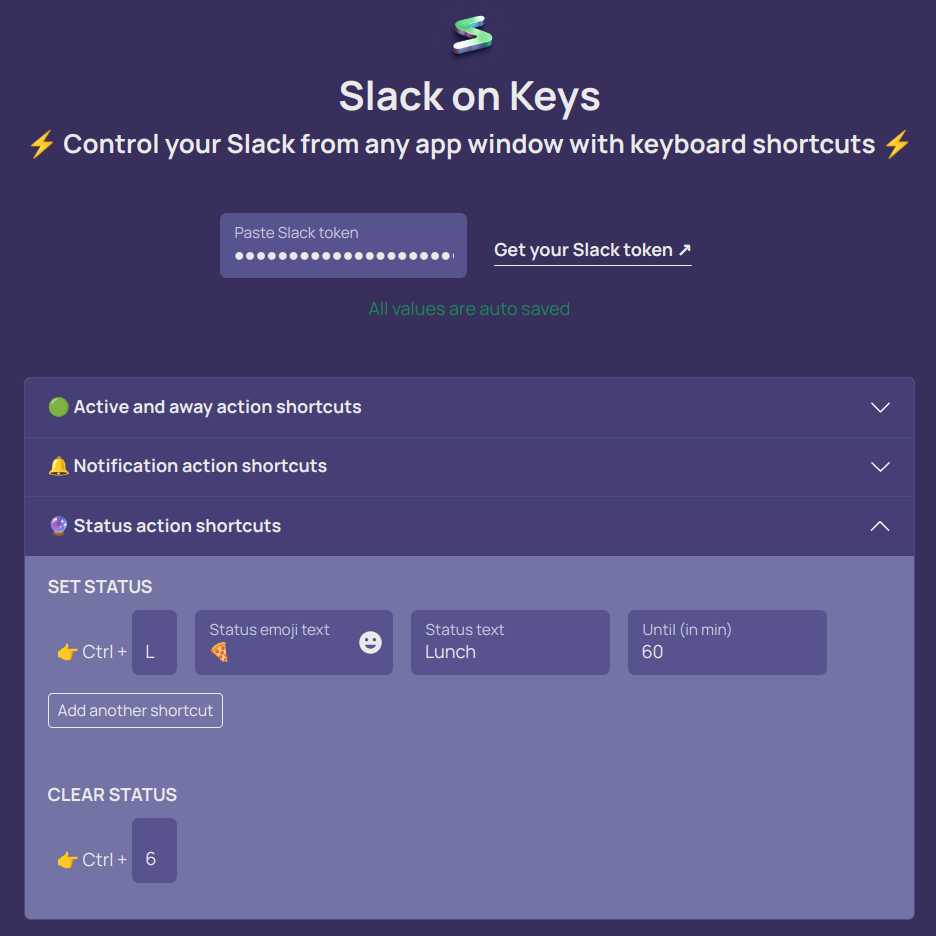 Slack on Keys
⚡ Control your Slack from any app window with keyboard shortcuts ⚡
Paste Slack token
Get your Slack token ↗
All values are auto saved
🟢 Active and away action shortcuts
🔔 Notification action shortcuts
🔮 Status action shortcuts
SET STATUS
👉 Ctrl + L
Status emoji text
🍕
Status text
Lunch
Until (in min)
60
Add another shortcut
CLEAR STATUS
👉 Ctrl + 6